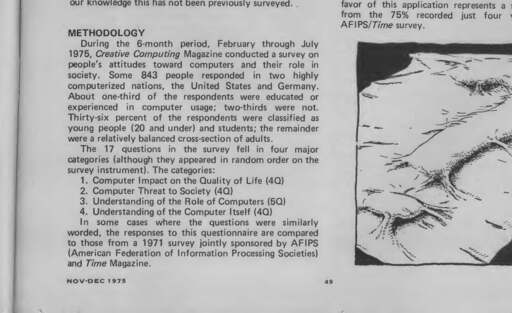 our knowledge this has not been previously surveyed.
METHODOLOGY
During the 6-month period, February through July
1975, Creative Computing Magazine conducted a survey on
people's attitudes toward computers and their role in
society. Some 843 people responded in two highly
computerized nations, the United States and Germany.
About one-third of the respondents were educated or
experienced in computer usage; two-thirds were not.
Thirty-six percent of the respondents were classified as
young people (20 and under) and students; the remainder
were a relatively balanced cross-section of adults.
The 17 questions in the survey fell in four major
categories (although they appeared in random order on the
survey instrument). The categories:
1. Computer Impact on the Quality of Life (4Q)
2. Computer Threat to Society (4Q)
3. Understanding of the Role of Computers (5Q)
4. Understanding of the Computer Itself (4Q)
In some cases where the questions were similarly
worded, the responses to this questionnaire are compared
to those from a 1971 survey jointly sponsored by AFIPS
(American Federation of Information Processing Societies)
and Time Magazine.
NOV-DEC 1975
49
favor of this application represents a
from the 75% recorded just four
AFIPS/Time survey.